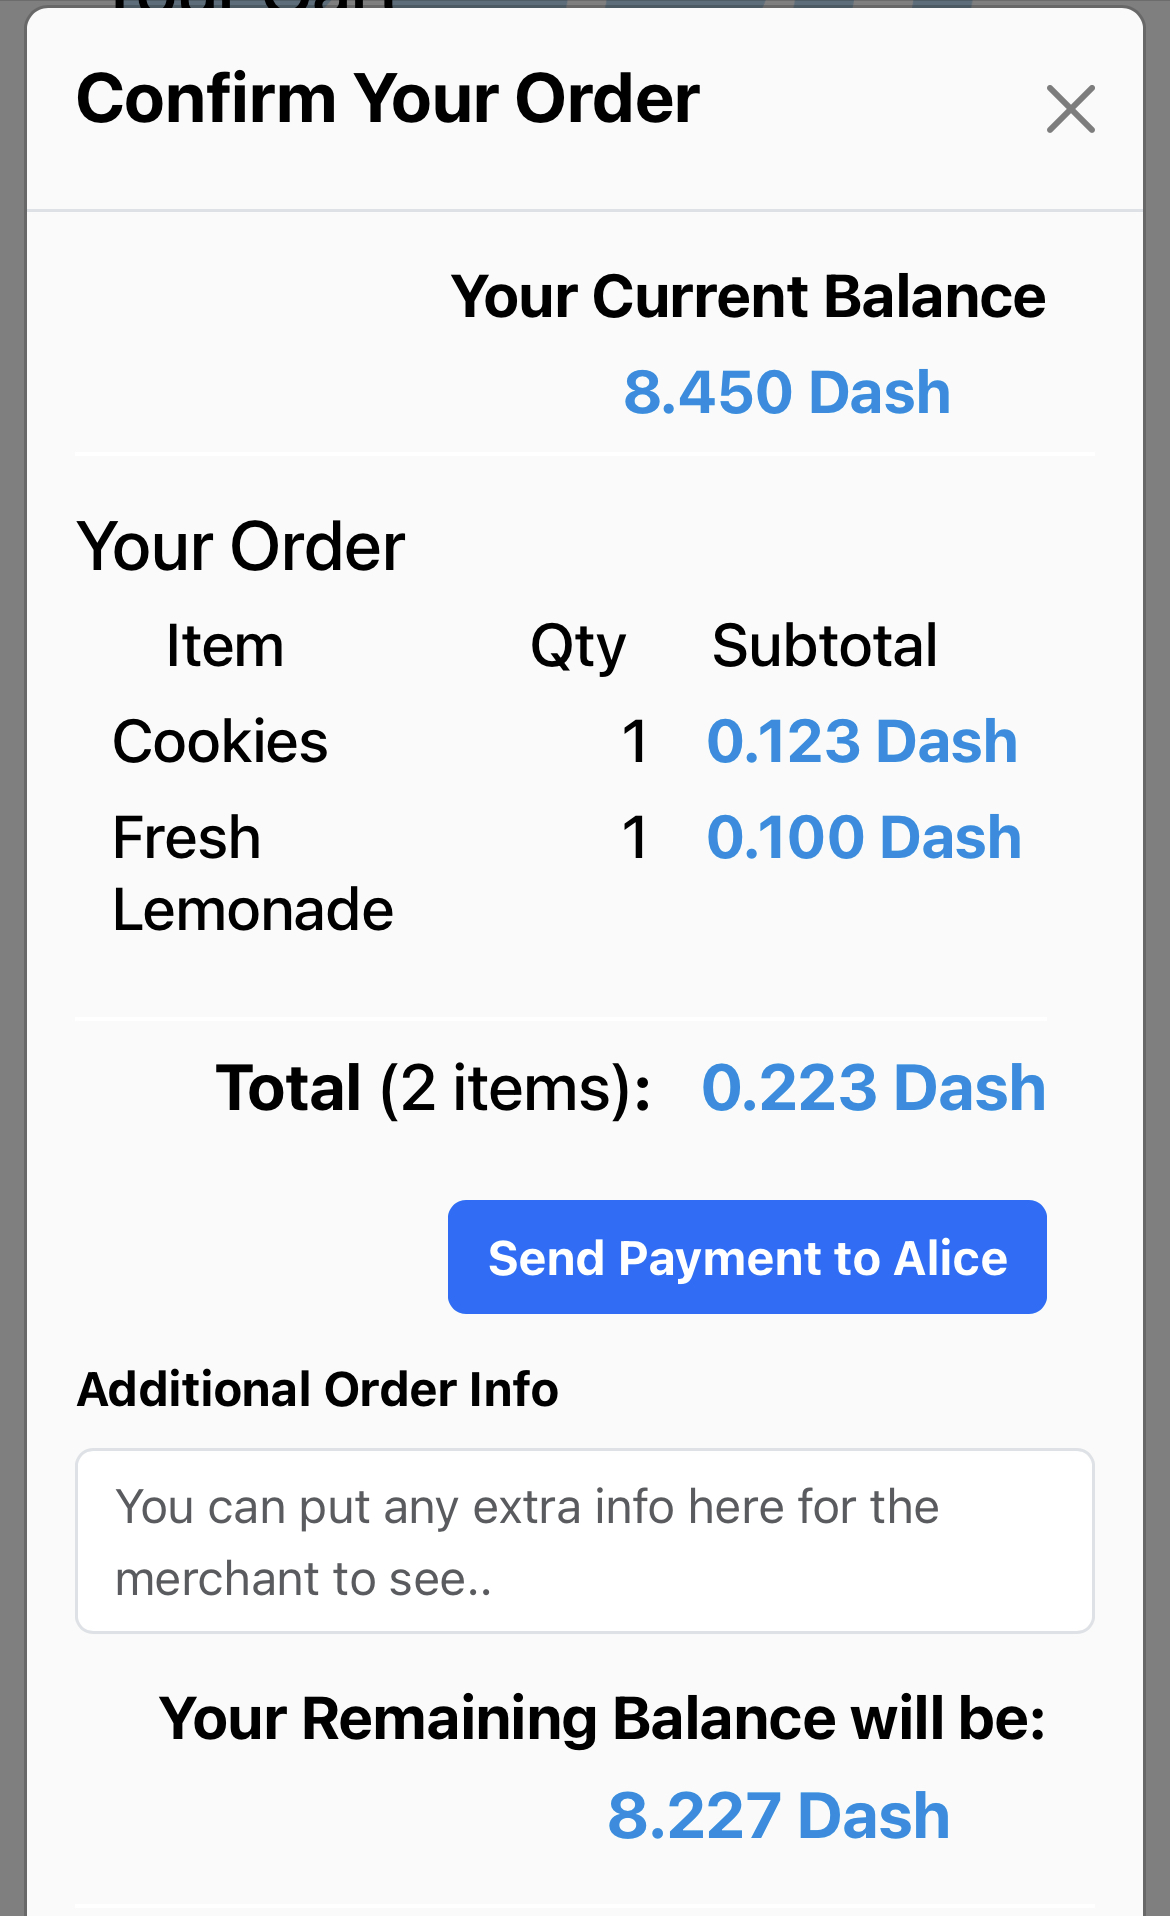 Confirm Your Order
Your Current Balance
8.450 Dash
Your Order
Item Qty Subtotal
Cookies 1 0.123 Dash
Fresh 1 0.100 Dash
Lemonade
Total (2 items): 0.223 Dash
Send Payment to Alice
Additional Order Info
You can put any extra info here for the
merchant to see..
Your Remaining Balance will be:
8.227 Dash